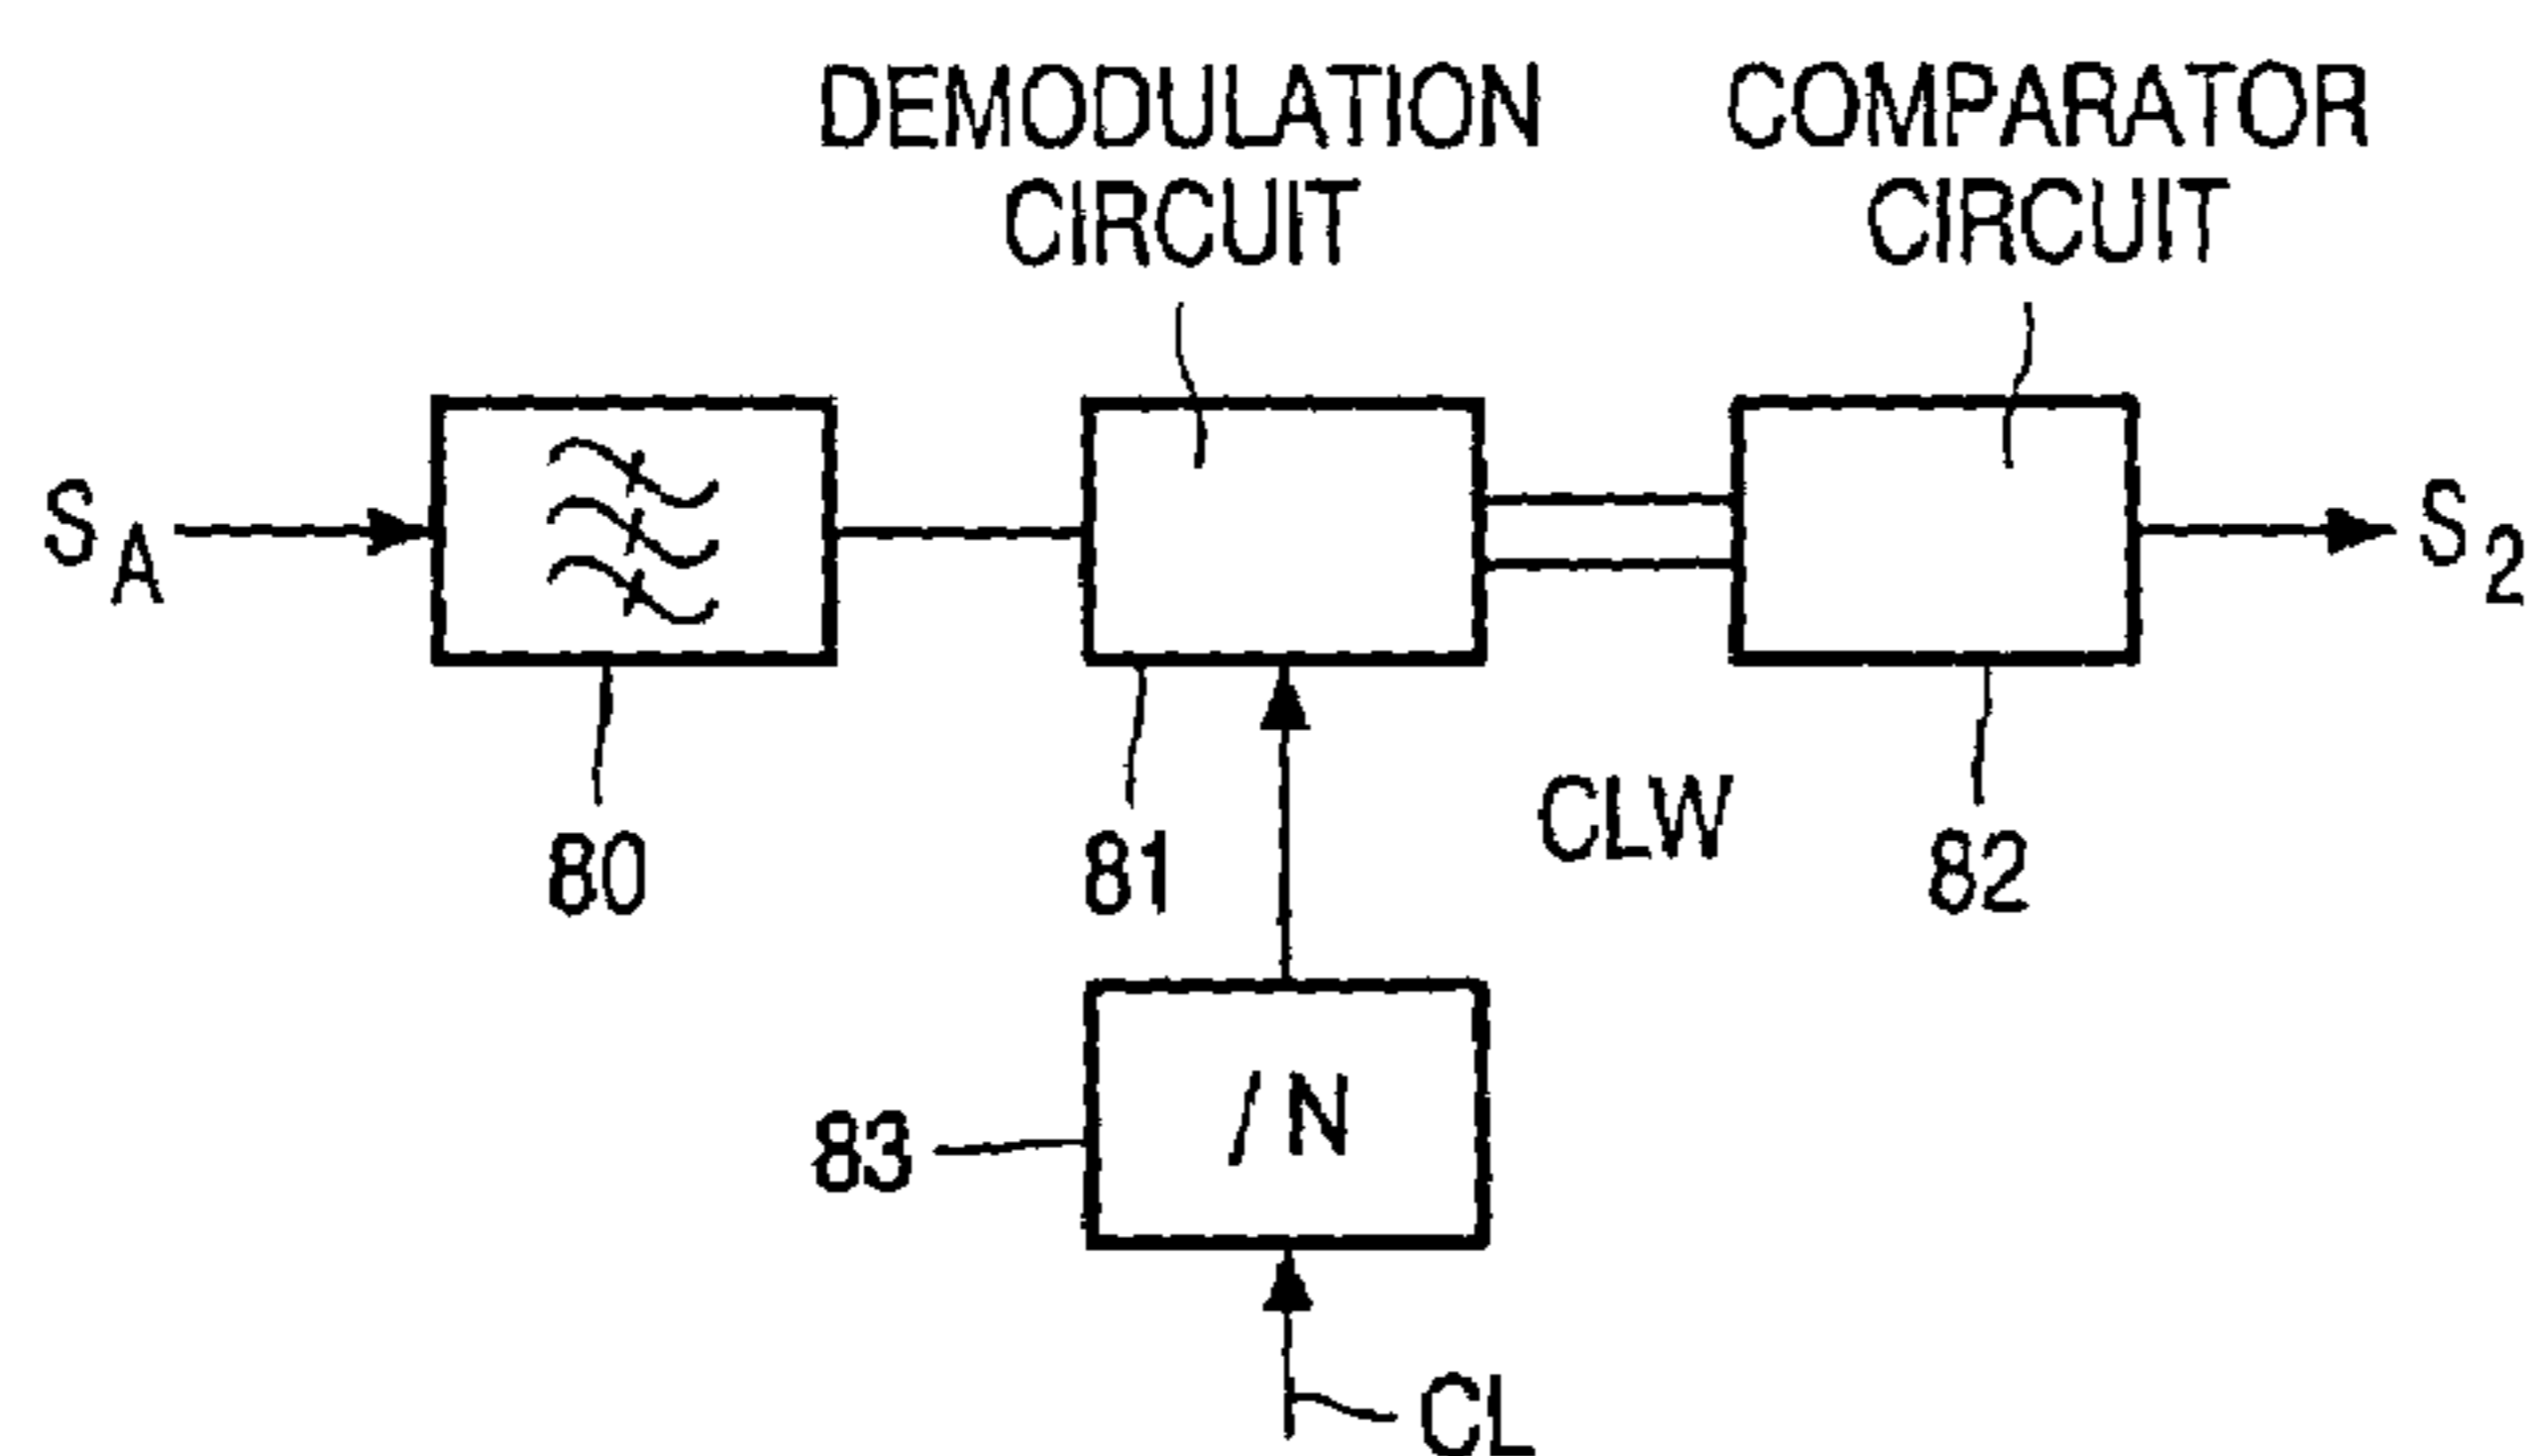 DEMODULATION
CIRCUIT
COMPARATOR
CIRCUIT
SA
S2
80
81
CLW
82
/N
83
CL